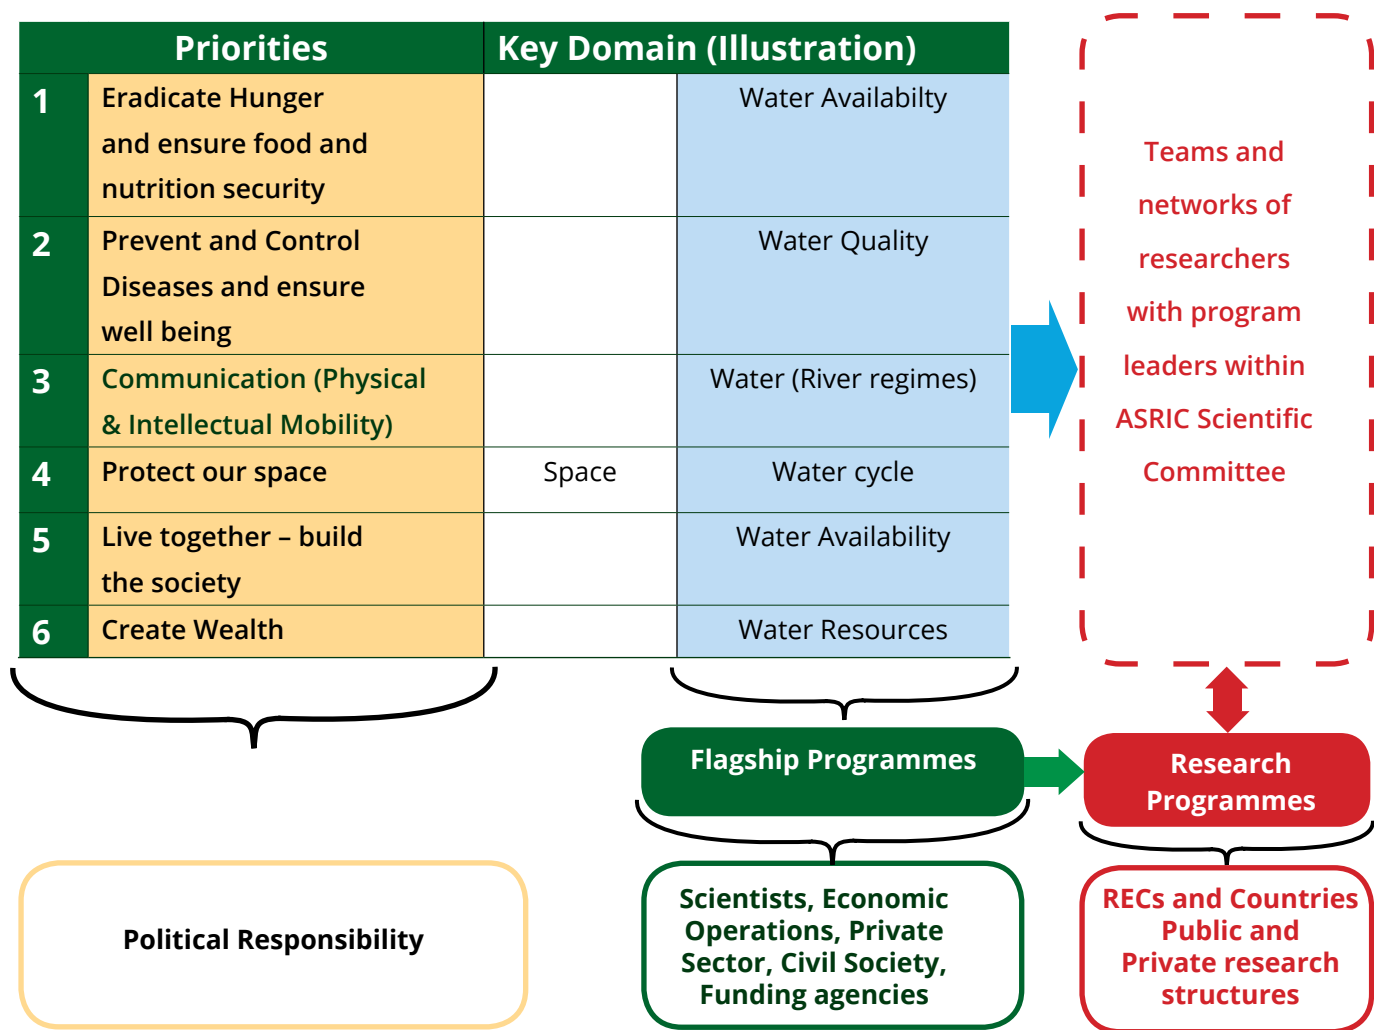 Priorities
Key Domain (Illustration)
1
Eradicate Hunger
and ensure food and
nutrition security
Water Availabilty
2
Prevent and Control
Diseases and ensure
well being
Water Quality
3
Communication (Physical
& Intellectual Mobility)
Water (River regimes)
4
Protect our space
Space
Water cycle
5
Live together – build
the society
Water Availability
6
Create Wealth
Water Resources
Teams and
networks of
researchers
with program
leaders within
ASRIC Scientific
Committee
Flagship Programmes
Research
Programmes
Political Responsibility
Scientists, Economic
Operations, Private
Sector, Civil Society,
Funding agencies
RECs and Countries
Public and
Private research
structures